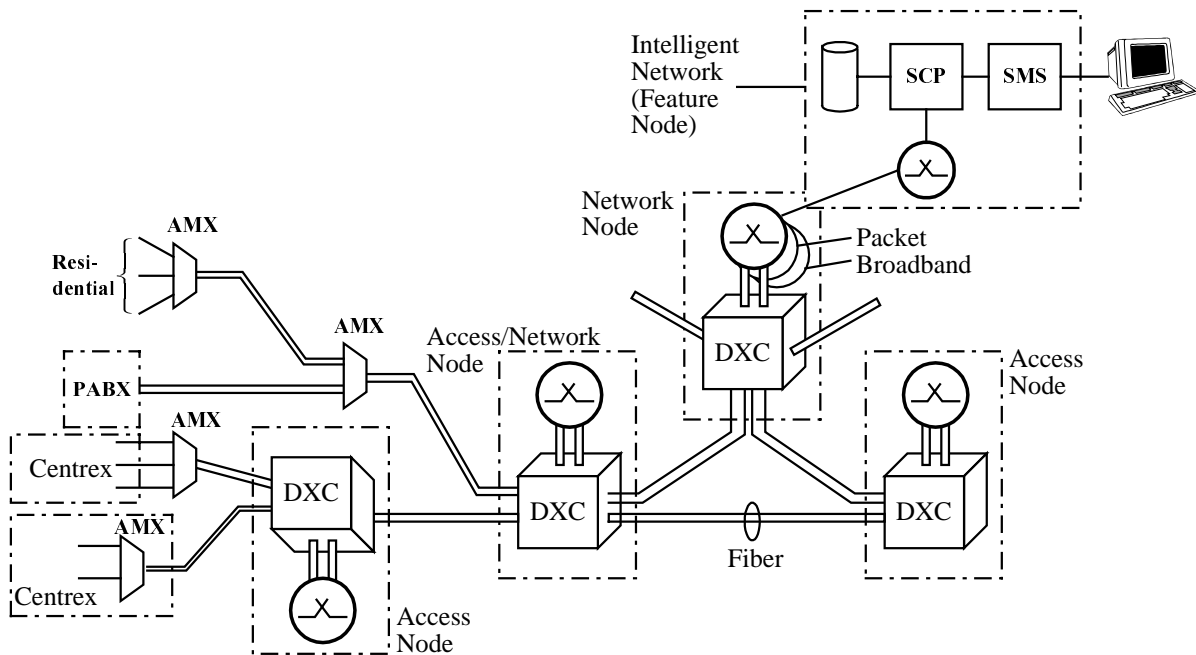 Intelligent
Network
(Feature
Node)
SCP
SMS
Network
Node
Packet
Broadband
AMX
Resi-
dential
AMX
Access/Network
Node
DXC
Access
Node
PABX
AMX
Centrex
DXC
DXC
DXC
AMX
Fiber
Centrex
Access
Node